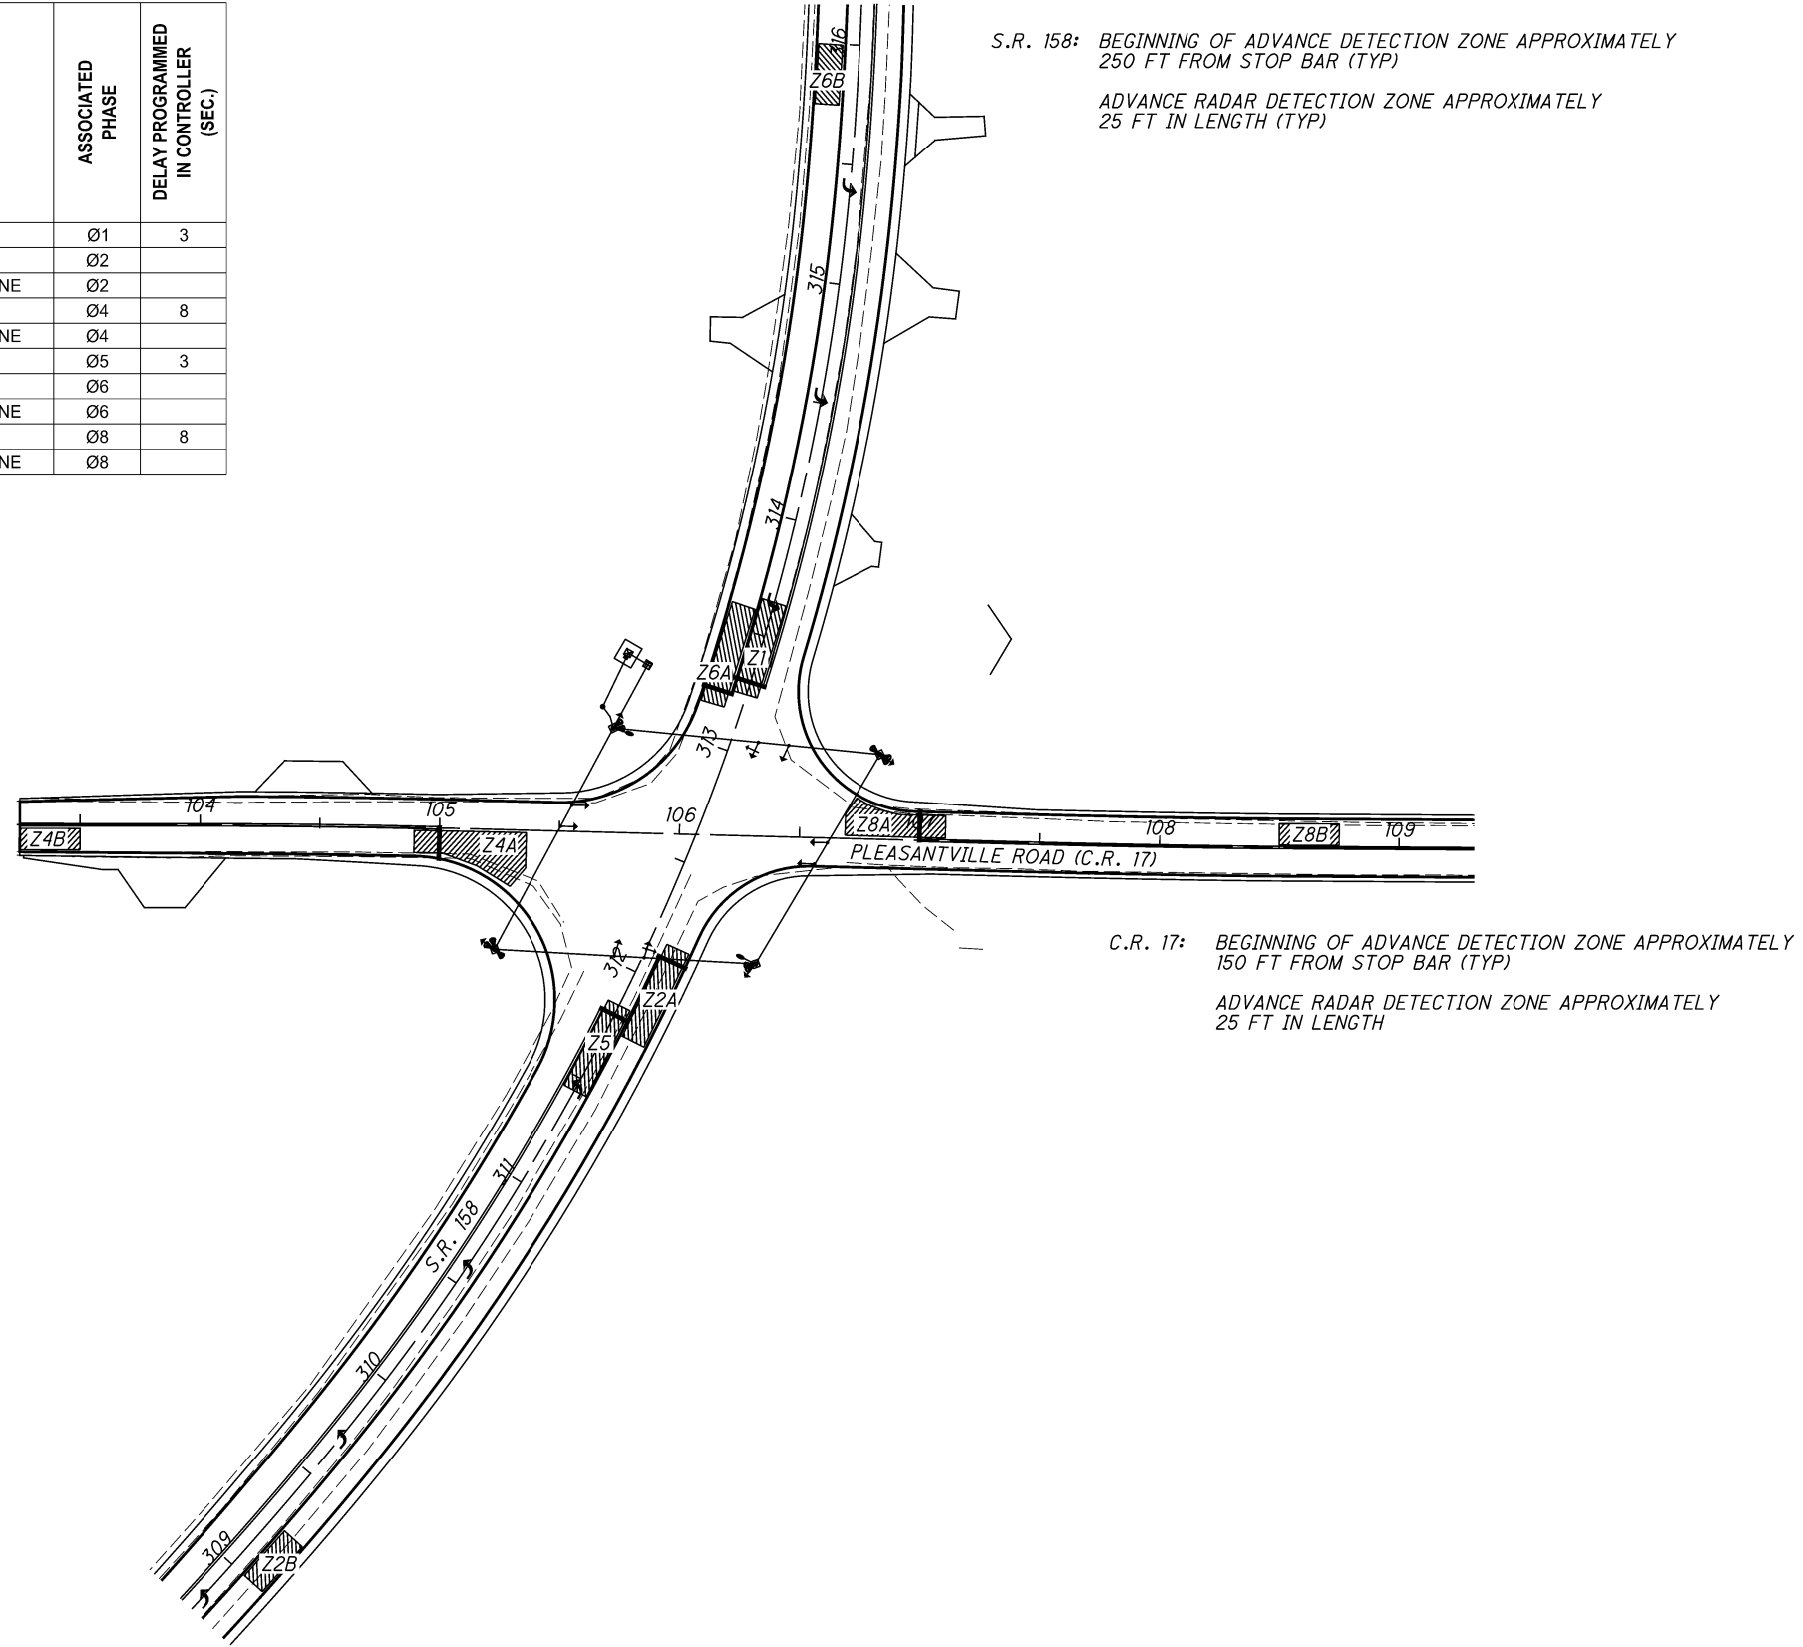 ASSOCIATED
PHASE
DELAY PROGRAMMED
IN CONTROLLER
(SEC.)
Ø1 3
Ø2
NE Ø2
Ø4 8
NE Ø4
Ø5 3
Ø6
NE Ø6
Ø8 8
NE Ø8
S.R. 158: BEGINNING OF ADVANCE DETECTION ZONE APPROXIMATELY
250 FT FROM STOP BAR (TYP)
ADVANCE RADAR DETECTION ZONE APPROXIMATELY
25 FT IN LENGTH (TYP)
316
Z6B
315
314
Z1
Z6A
313
104
105
106
108
109
Z4B
Z4A
Z8A
Z8B
PLEASANTVILLE ROAD (C.R. 17)
C.R. 17: BEGINNING OF ADVANCE DETECTION ZONE APPROXIMATELY
150 FT FROM STOP BAR (TYP)
ADVANCE RADAR DETECTION ZONE APPROXIMATELY
25 FT IN LENGTH
312
Z2A
Z5
311
S.R. 158
310
309
Z2B